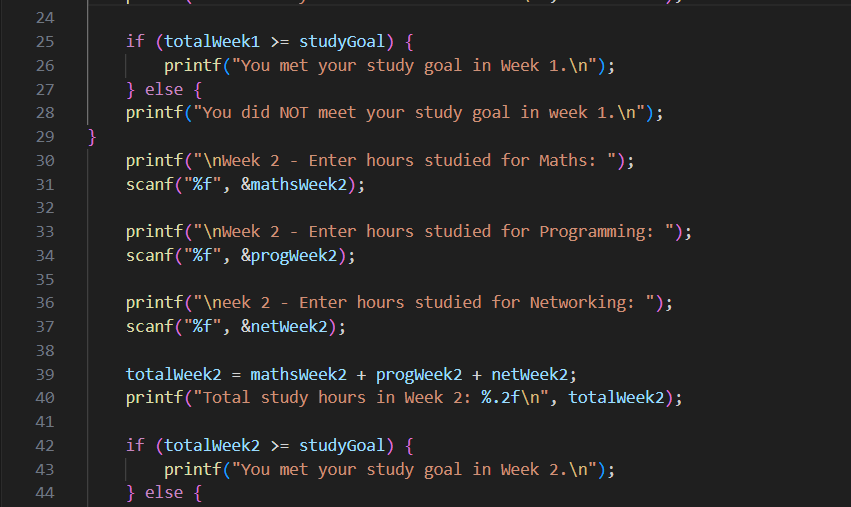 24
25 if (totalWeek1 >= studyGoal) {
26 printf("You met your study goal in Week 1.\n");
27 } else {
28 printf("You did NOT meet your study goal in week 1.\n");
29 }
30 printf("\nWeek 2 - Enter hours studied for Maths: ");
31 scanf("%f", &mathsWeek2);
32
33 printf("\nWeek 2 - Enter hours studied for Programming: ");
34 scanf("%f", &progWeek2);
35
36 printf("\neek 2 - Enter hours studied for Networking: ");
37 scanf("%f", &netWeek2);
38
39 totalWeek2 = mathsWeek2 + progWeek2 + netWeek2;
40 printf("Total study hours in Week 2: %.2f\n", totalWeek2);
41
42 if (totalWeek2 >= studyGoal) {
43 printf("You met your study goal in Week 2.\n");
44 } else {